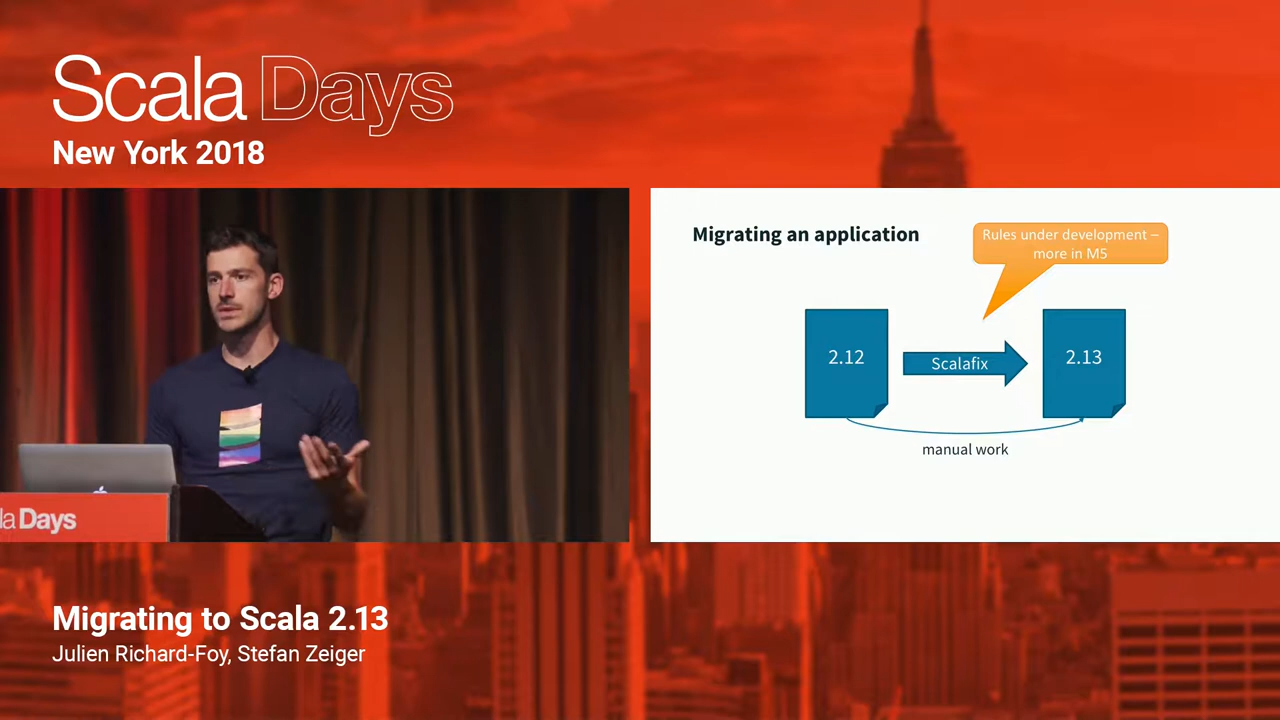 Scala Days
New York 2018
Migrating an application
Rules under development –
more in M5
2.12
Scalafix
2.13
manual work
la Days
Migrating to Scala 2.13
Julien Richard-Foy, Stefan Zeiger